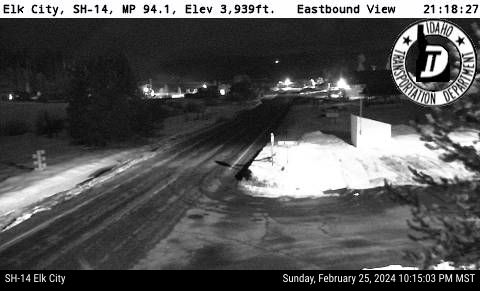 Elk City, SH-14, MP 94.1, Elev 3,939ft. Eastbound View 21:18:27
IDAHO
TRANSPORTATION DEPARTMENT
SH-14 Elk City Sunday, February 25, 2024 10:15:03 PM MST